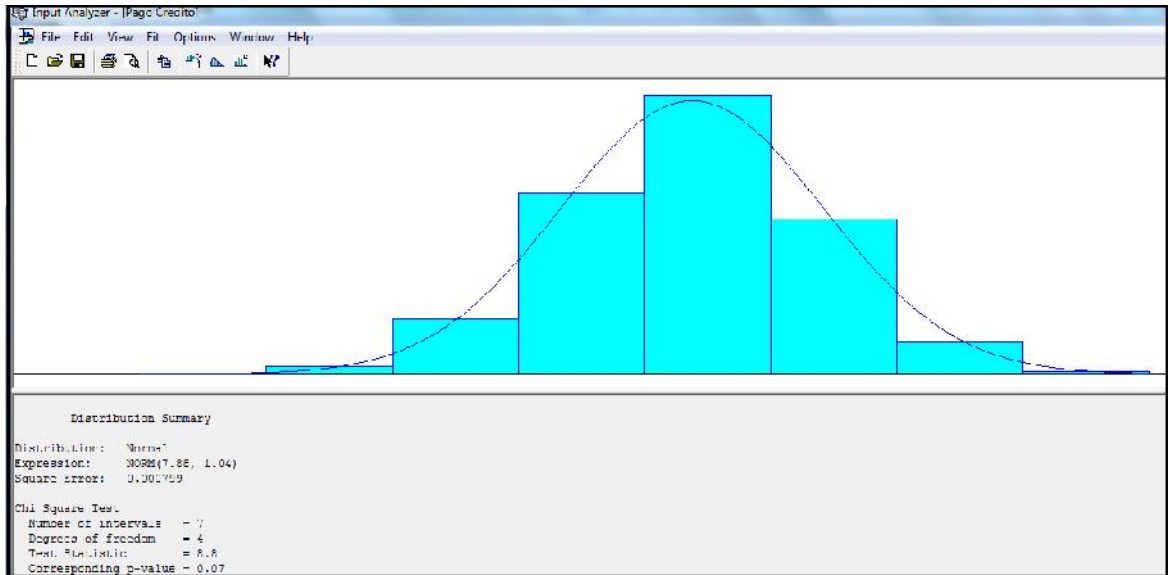 Input Analyzer - [Pago Credito]
File Edit View Fit Options Window Help
Distribution Summary
Distribution: Normal
Expression: NORM(7.88, 1.04)
Square Error: 0.001799
Chi Square Test
Number of intervals = 7
Degrees of freedom = 4
Test Statistic = 8.8
Corresponding p-value = 0.07